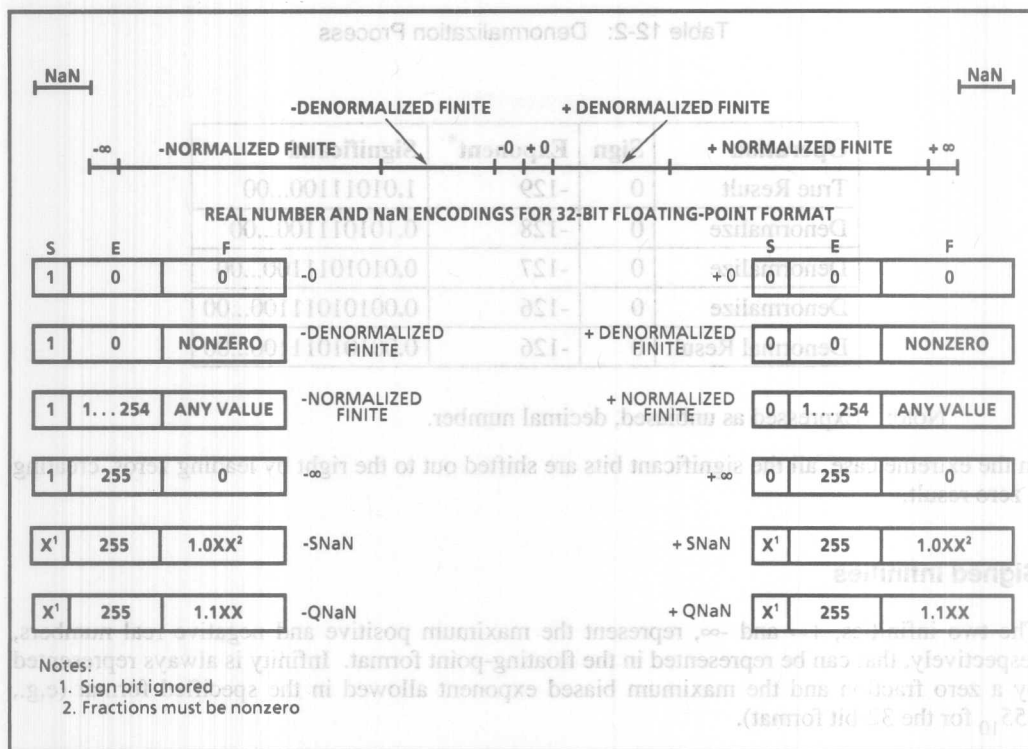 NaN NaN
-DENORMALIZED FINITE + DENORMALIZED FINITE
-∞ -NORMALIZED FINITE -0 +0 + NORMALIZED FINITE +∞
REAL NUMBER AND NaN ENCODINGS FOR 32-BIT FLOATING-POINT FORMAT
S E F S E F
1 0 0 -0 +0 0 0 0
1 0 NONZERO -DENORMALIZED + DENORMALIZED 0 0 NONZERO
FINITE FINITE
1 1...254 ANY VALUE -NORMALIZED + NORMALIZED 0 1...254 ANY VALUE
FINITE FINITE
1 255 0 -∞ +∞ 0 255 0
X¹ 255 1.0XX² -SNaN + SNaN X¹ 255 1.0XX²
X¹ 255 1.1XX -QNaN + QNaN X¹ 255 1.1XX
Notes:
1. Sign bit ignored
2. Fractions must be nonzero